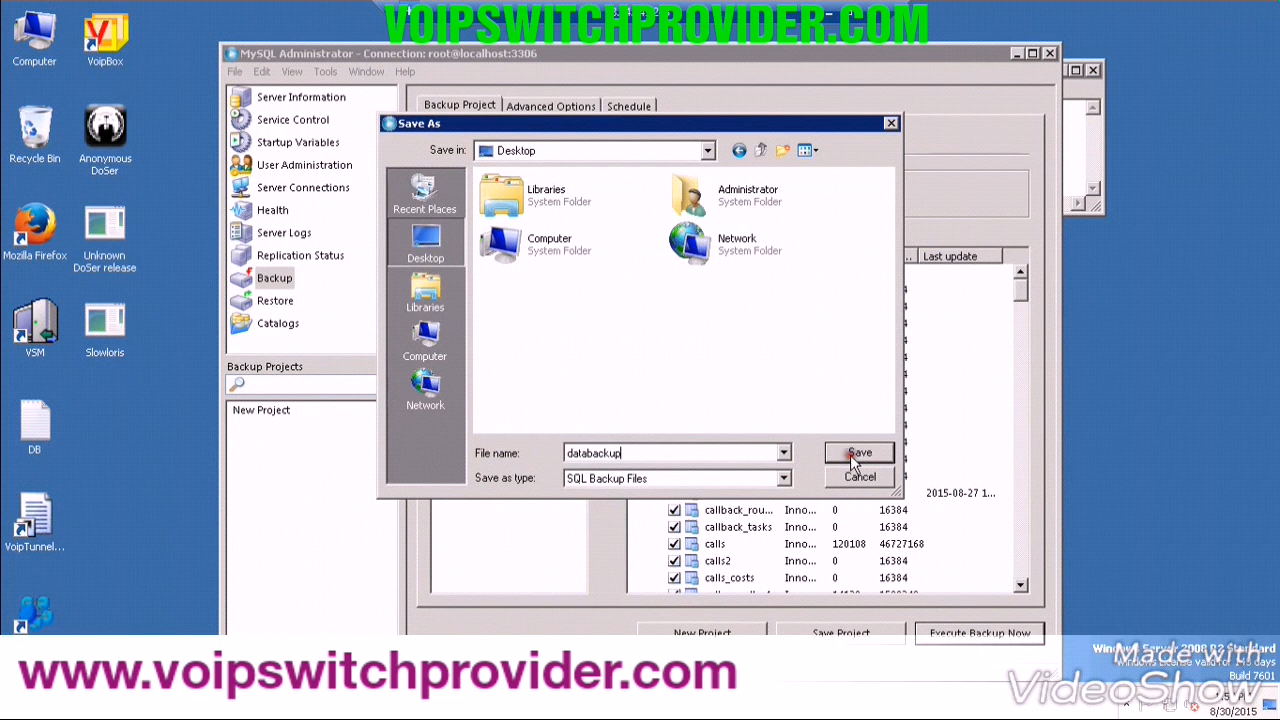 VOIPSWITCHPROVIDER.COM
MySQL Administrator - Connection: root@localhost:3306
File Edit View Tools Window Help
Computer
VoipBox
Recycle Bin
Anonymous
DoSer
Mozilla Firefox
Unknown
DoSer release
VSM
Slowloris
DB
VoipTunnel...
Server Information
Service Control
Startup Variables
User Administration
Server Connections
Health
Server Logs
Replication Status
Backup
Restore
Catalogs
Backup Projects
New Project
Backup Project
Advanced Options
Schedule
Save As
Save in:
Desktop
Recent Places
Desktop
Libraries
Computer
Network
Libraries
System Folder
Administrator
System Folder
Computer
System Folder
Network
System Folder
File name:
databackup
Save
Save as type:
SQL Backup Files
Cancel
Last update
2015-08-27 1...
callback_rou... Inno... 0 16384
callback_tasks Inno... 0 16384
calls Inno... 120108 46727168
calls2 Inno... 0 16384
calls_costs Inno... 0 16384
New Project
Save Project
Execute Backup Now
www.voipswitchprovider.com
Made with
VideoShow
Windows Server 2008 R2 Standard
Build 7601
8/30/2015